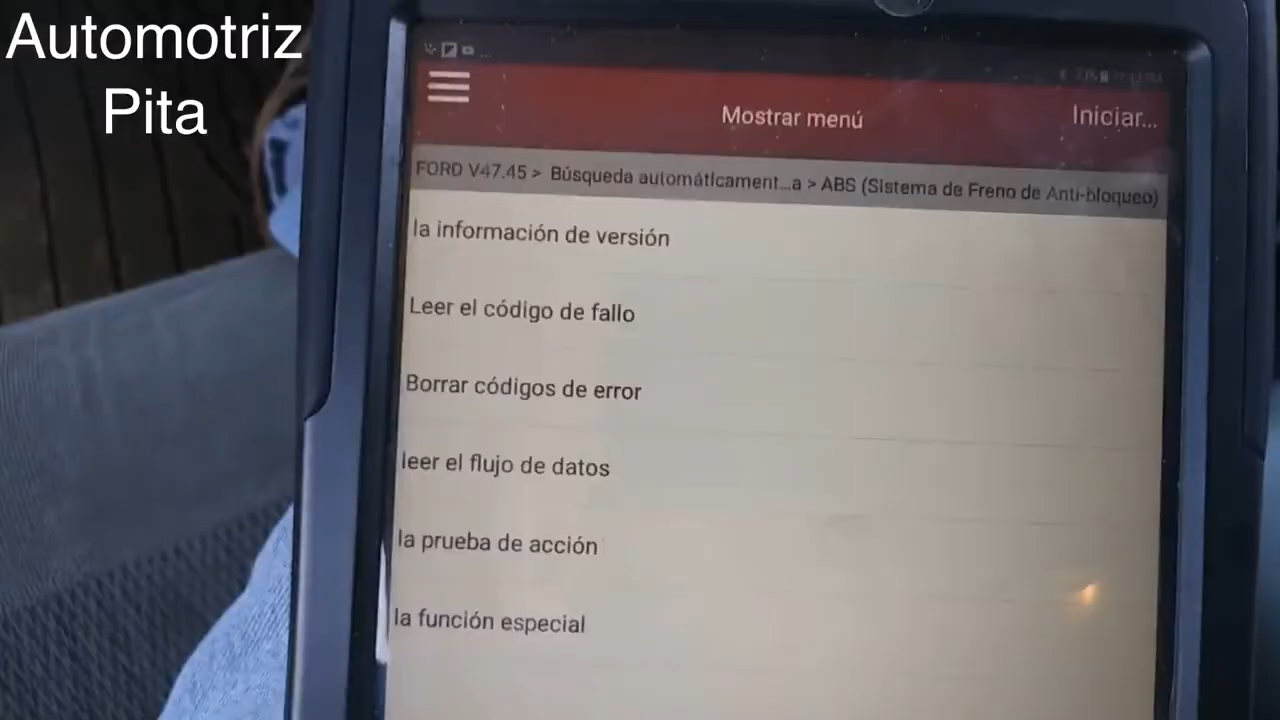 Automotriz
Pita
Mostrar menú
Iniciar...
FORD V47.45 > Búsqueda automáticament...a > ABS (Sistema de Freno de Anti-bloqueo)
la información de versión
Leer el código de fallo
Borrar códigos de error
leer el flujo de datos
la prueba de acción
la función especial